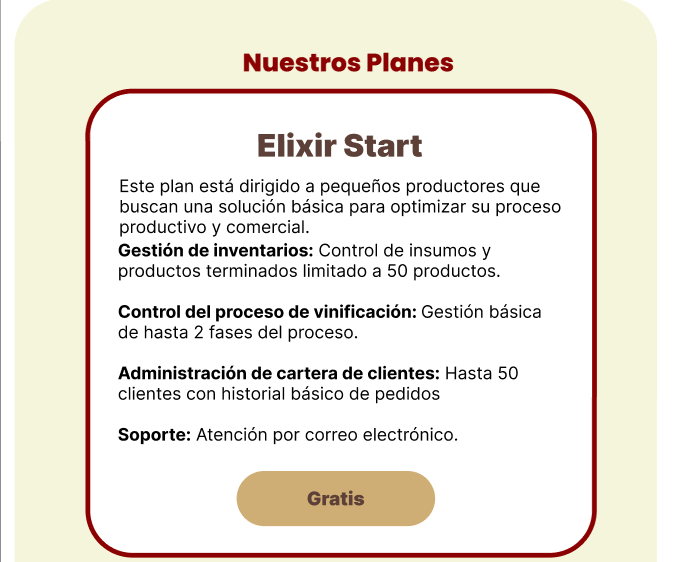 Nuestros Planes
Elixir Start
Este plan está dirigido a pequeños productores que
buscan una solución básica para optimizar su proceso
productivo y comercial.
Gestión de inventarios: Control de insumos y
productos terminados limitado a 50 productos.
Control del proceso de vinificación: Gestión básica
de hasta 2 fases del proceso.
Administración de cartera de clientes: Hasta 50
clientes con historial básico de pedidos
Soporte: Atención por correo electrónico.
Gratis